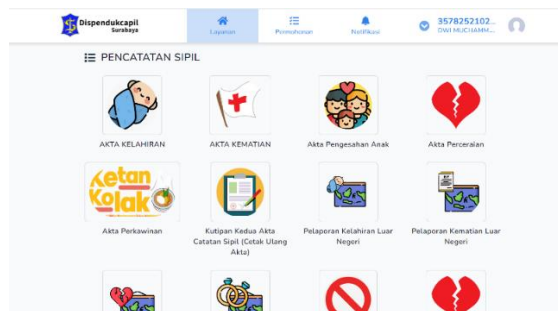 Dispendukcapil
Surabaya
Layanan
Permohonan
Notifikasi
3578252102...
DWI MUCHAMM...
PENCATATAN SIPIL
AKTA KELAHIRAN
AKTA KEMATIAN
Akta Pengesahan Anak
Akta Perceraian
Ketan
Kolak
Akta Perkawinan
Kutipan Kedua Akta
Catatan Sipil (Cetak Ulang
Akta)
Pelaporan Kelahiran Luar
Negeri
Pelaporan Kematian Luar
Negeri